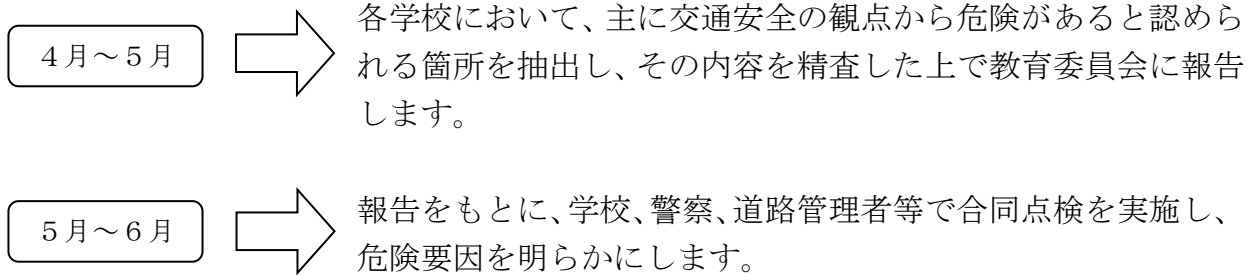 ４月～５月
各学校において、主に交通安全の観点から危険があると認めら
れる箇所を抽出し、その内容を精査した上で教育委員会に報告
します。
５月～６月
報告をもとに、学校、警察、道路管理者等で合同点検を実施し、
危険要因を明らかにします。